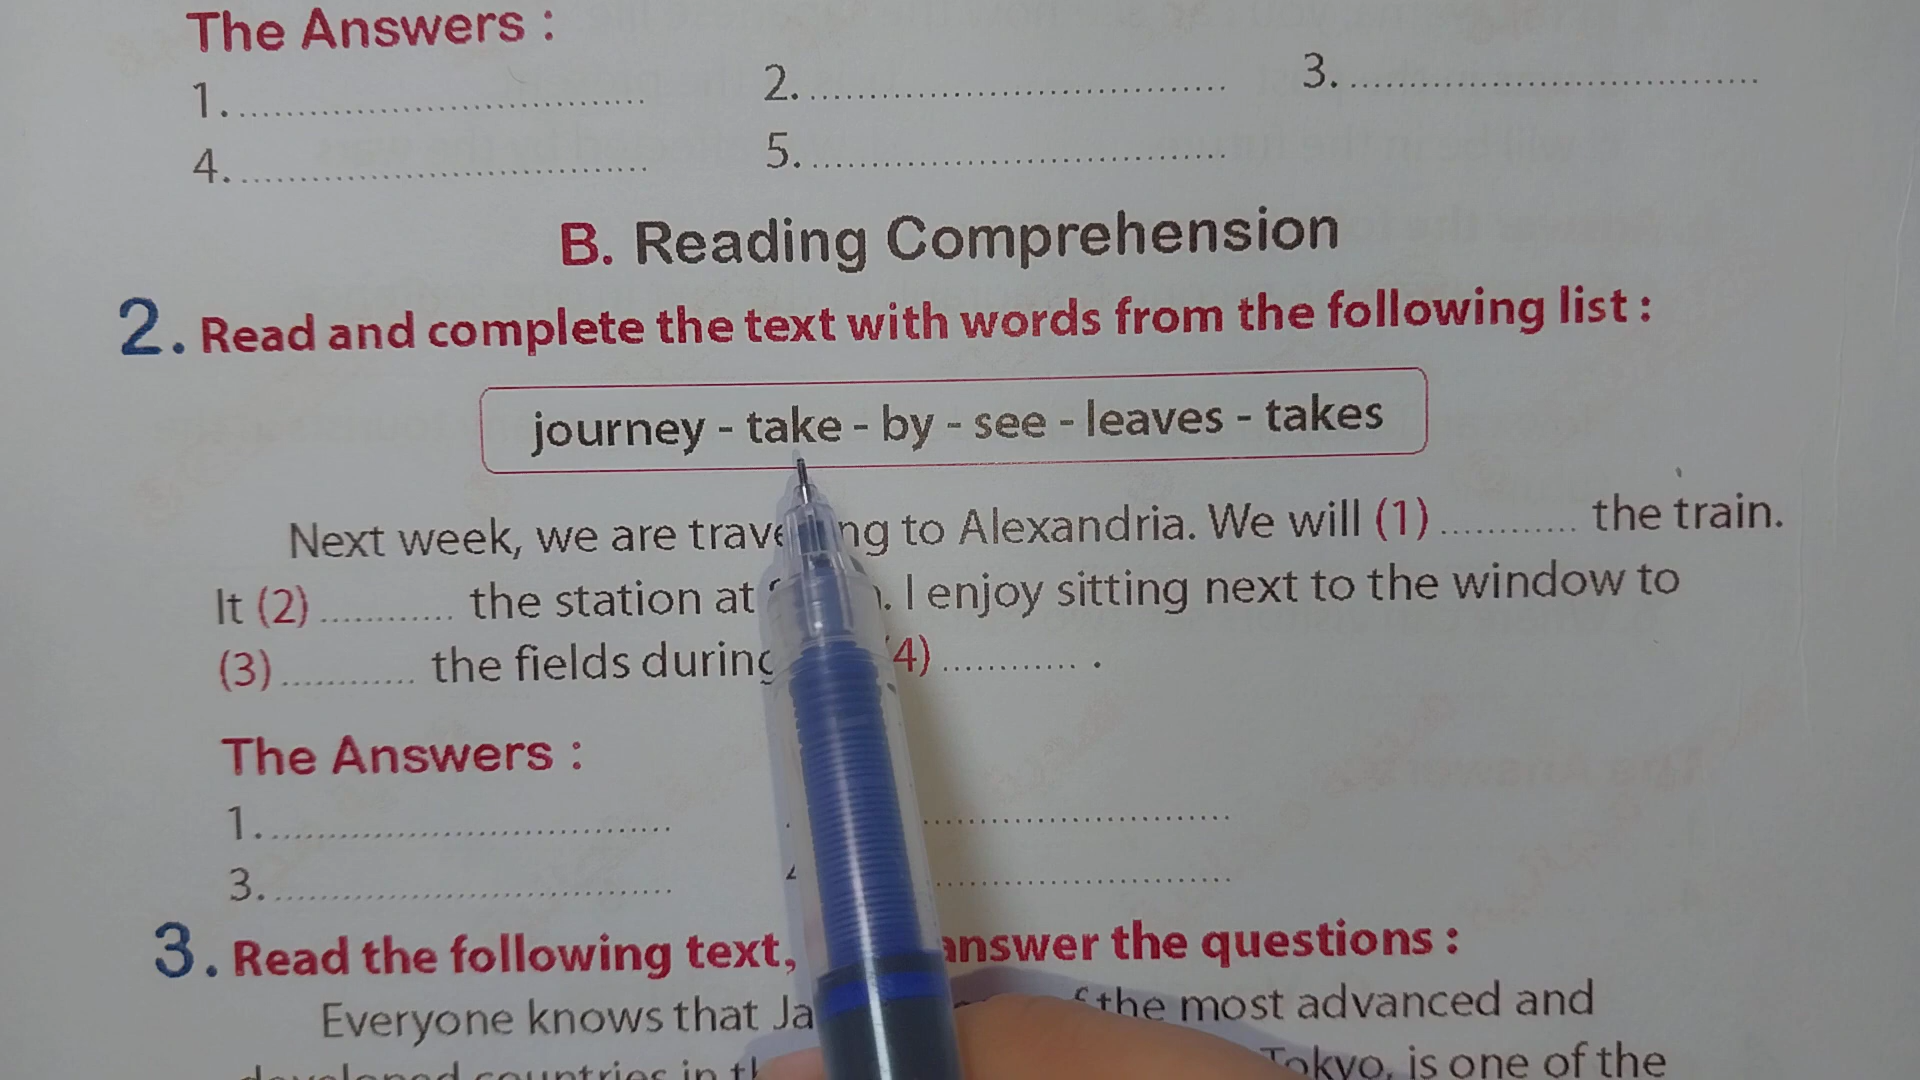 The Answers :
1. ........................................ 2. ........................................ 3. ........................................
4. ........................................ 5. ........................................
B. Reading Comprehension
2. Read and complete the text with words from the following list :
journey - take - by - see - leaves - takes
Next week, we are to Alexandria. We will (1) ............ the train.
It (2) ............ the station at . I enjoy sitting next to the window to
(3) ............ the fields during (4) ............ .
The Answers :
1. ........................................ ........................................
3. ........................................ ........................................
3. Read the following text, answer the questions :
Everyone knows that the most advanced and
developed countries in Tokyo, is one of the